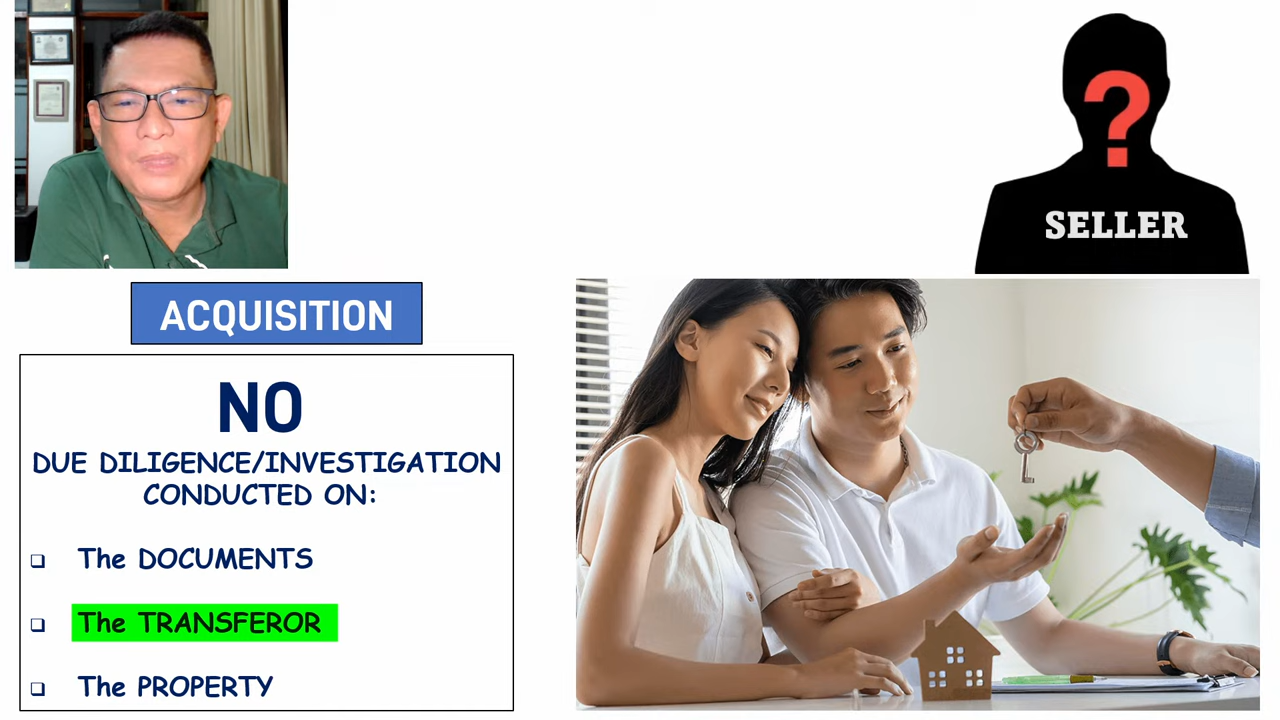 SELLER
ACQUISITION
NO
DUE DILIGENCE/INVESTIGATION
CONDUCTED ON:
The DOCUMENTS
The TRANSFEROR
The PROPERTY